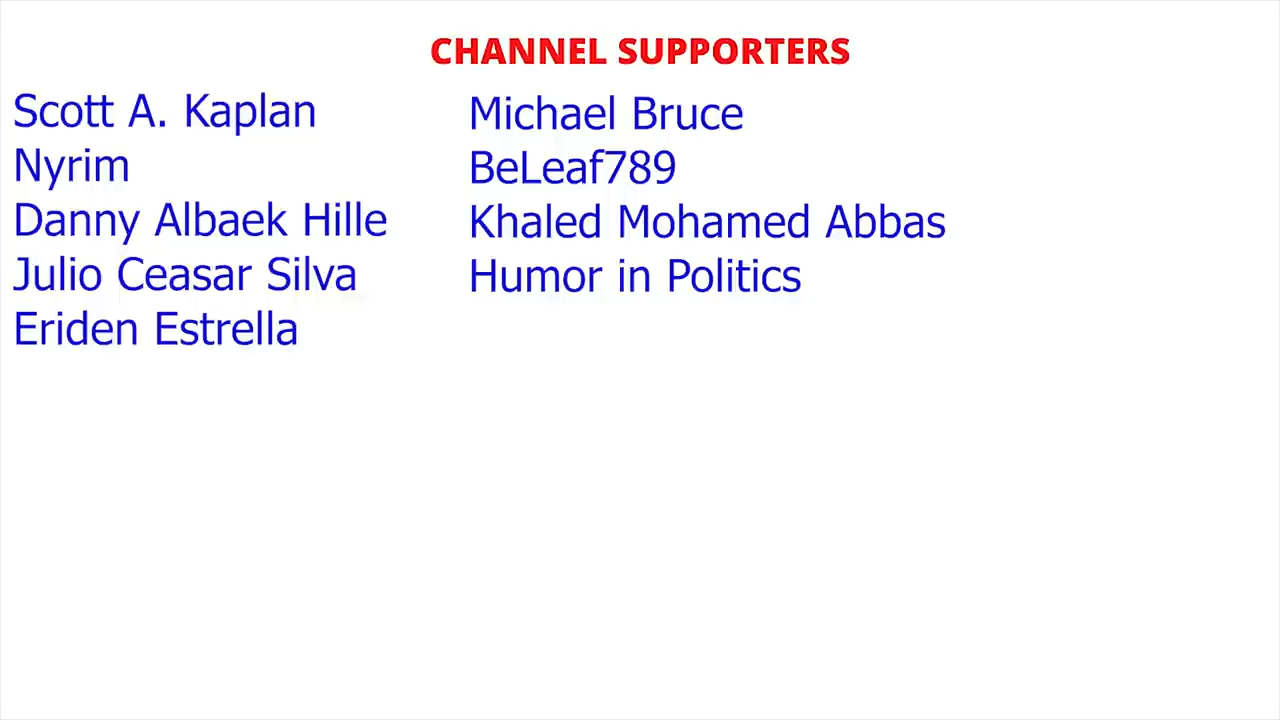 CHANNEL SUPPORTERS
Scott A. Kaplan
Nyrim
Danny Albaek Hille
Julio Ceasar Silva
Eriden Estrella
Michael Bruce
BeLeaf789
Khaled Mohamed Abbas
Humor in Politics